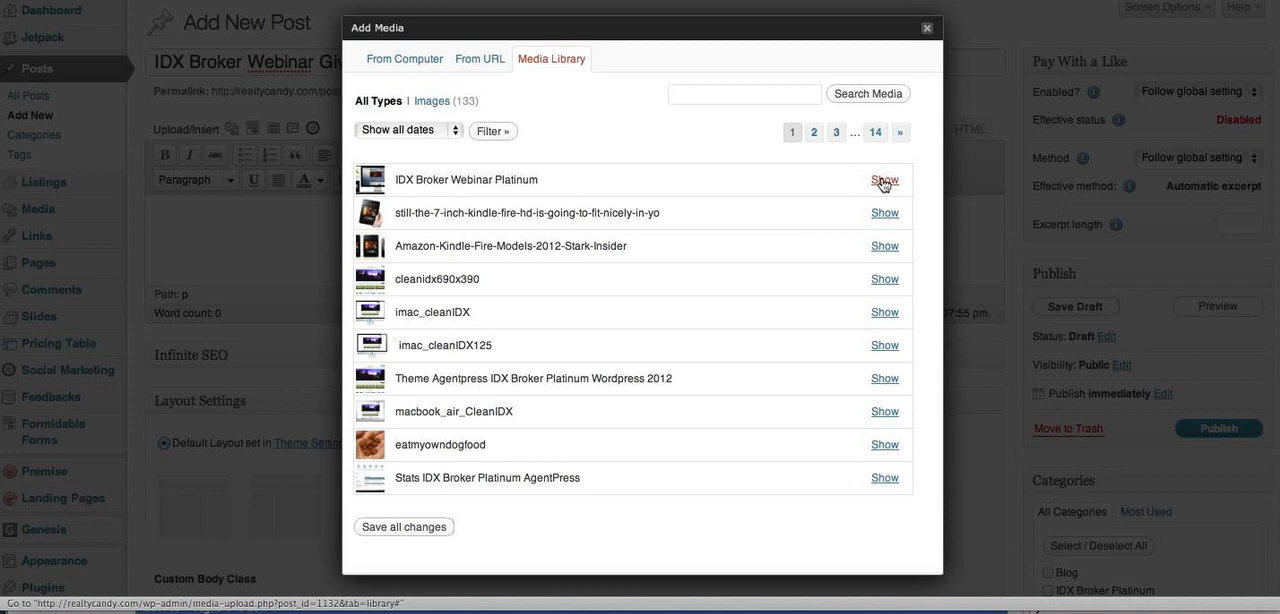 Dashboard
Jetpack
Posts
All Posts
Add New
Categories
Tags
Listings
Media
Links
Pages
Comments
Slides
Pricing Table
Social Marketing
Feedbacks
Formidable
Forms
Premise
Landing Pages
Genesis
Appearance
Plugins
Add New Post
IDX Broker Webinar Giv
Permalink: http://realtycandy.com/post
Upload/Insert
HTML
B I ABC
Paragraph U A
Path: p
Word count: 0
07:55 pm.
Infinite SEO
Layout Settings
Default Layout set in Theme Settin
Custom Body Class
Add Media
From Computer From URL Media Library
All Types | Images (133)
Search Media
Show all dates Filter »
1 2 3 ... 14 »
IDX Broker Webinar Platinum Show
still-the-7-inch-kindle-fire-hd-is-going-to-fit-nicely-in-yo Show
Amazon-Kindle-Fire-Models-2012-Stark-Insider Show
cleanidx690x390 Show
imac_cleanIDX Show
imac_cleanIDX125 Show
Theme Agentpress IDX Broker Platinum Wordpress 2012 Show
macbook_air_CleanIDX Show
eatmyowndogfood Show
Stats IDX Broker Platinum AgentPress Show
Save all changes
Screen Options Help
Pay With a Like
Enabled? Follow global setting
Effective status Disabled
Method Follow global setting
Effective method: Automatic excerpt
Excerpt length
Publish
Save Draft Preview
Status: Draft Edit
Visibility: Public Edit
Publish immediately Edit
Move to Trash Publish
Categories
All Categories Most Used
Select / Deselect All
Blog
IDX Broker Platinum
Go to "http://realtycandy.com/wp-admin/media-upload.php?post_id=1132&tab=library#"